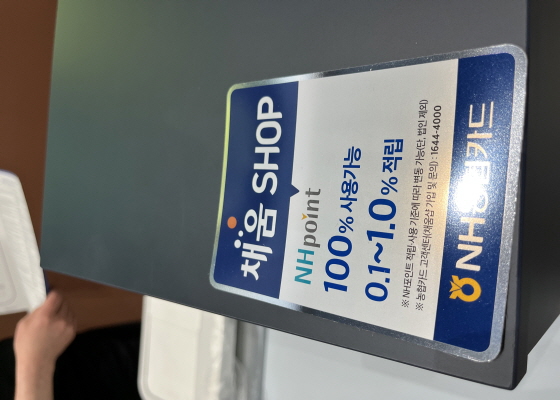 채움 SHOP
NHpoint
100% 사용가능
0.1~1.0% 적립
※ NH포인트 적립·사용 기준에 따라 변동 가능(단, 법인 제외)
※ 농협카드 고객센터(채움샵 가입 및 문의) : 1644-4000
NH농협카드